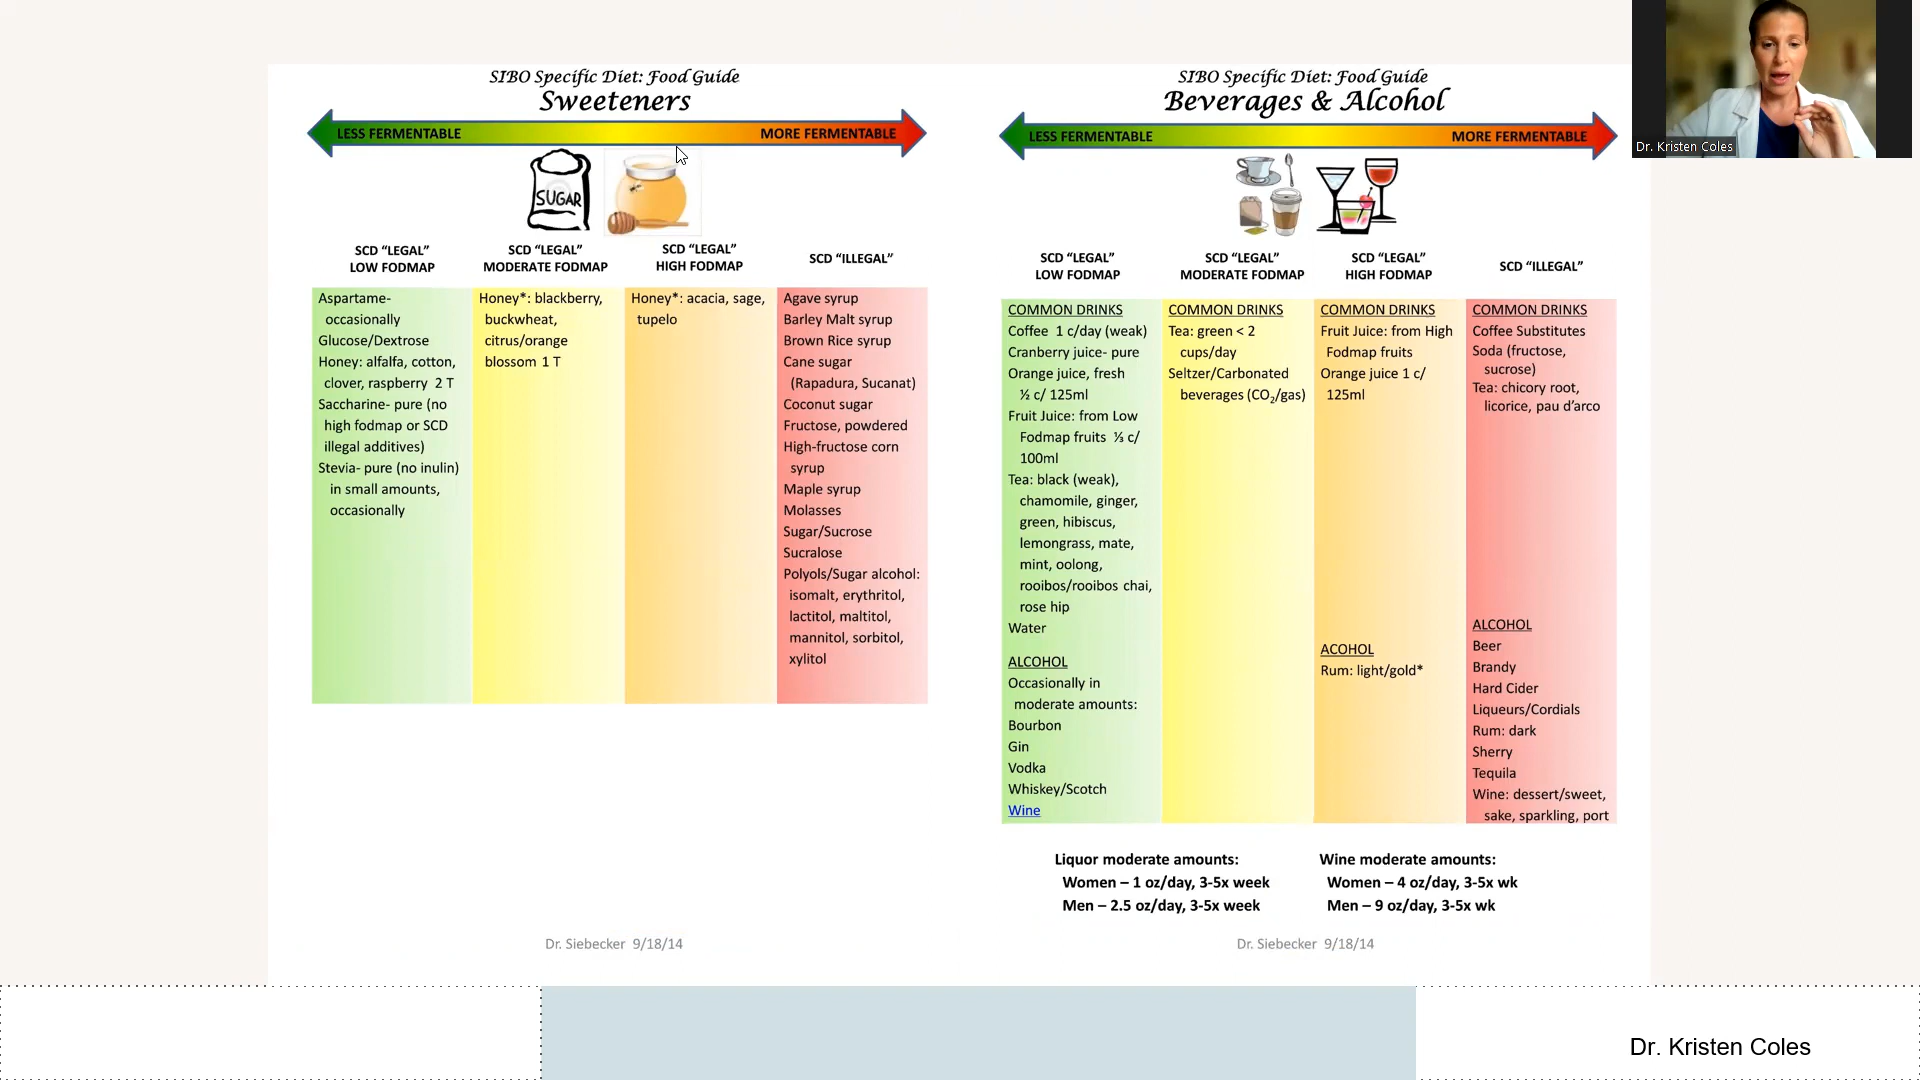 SIBO Specific Diet: Food Guide
Sweeteners
LESS FERMENTABLE
MORE FERMENTABLE
SUGAR
SCD “LEGAL”
LOW FODMAP
SCD “LEGAL”
MODERATE FODMAP
SCD “LEGAL”
HIGH FODMAP
SCD “ILLEGAL”
Aspartame-
occasionally
Glucose/Dextrose
Honey: alfalfa, cotton,
clover, raspberry 2 T
Saccharine- pure (no
high fodmap or SCD
illegal additives)
Stevia- pure (no inulin)
in small amounts,
occasionally
Honey*: blackberry,
buckwheat,
citrus/orange
blossom 1 T
Honey*: acacia, sage,
tupelo
Agave syrup
Barley Malt syrup
Brown Rice syrup
Cane sugar
(Rapadura, Sucanat)
Coconut sugar
Fructose, powdered
High-fructose corn
syrup
Maple syrup
Molasses
Sugar/Sucrose
Sucralose
Polyols/Sugar alcohol:
isomalt, erythritol,
lactitol, maltitol,
mannitol, sorbitol,
xylitol
Dr. Siebecker 9/18/14
SIBO Specific Diet: Food Guide
Beverages & Alcohol
LESS FERMENTABLE
MORE FERMENTABLE
SCD “LEGAL”
LOW FODMAP
SCD “LEGAL”
MODERATE FODMAP
SCD “LEGAL”
HIGH FODMAP
SCD “ILLEGAL”
COMMON DRINKS
Coffee 1 c/day (weak)
Cranberry juice- pure
Orange juice, fresh
½ c/ 125ml
Fruit Juice: from Low
Fodmap fruits ⅓ c/
100ml
Tea: black (weak),
chamomile, ginger,
green, hibiscus,
lemongrass, mate,
mint, oolong,
rooibos/rooibos chai,
rose hip
Water
ALCOHOL
Occasionally in
moderate amounts:
Bourbon
Gin
Vodka
Whiskey/Scotch
Wine
COMMON DRINKS
Tea: green < 2
cups/day
Seltzer/Carbonated
beverages (CO₂/gas)
COMMON DRINKS
Fruit Juice: from High
Fodmap fruits
Orange juice 1 c/
125ml
ACOHOL
Rum: light/gold*
COMMON DRINKS
Coffee Substitutes
Soda (fructose,
sucrose)
Tea: chicory root,
licorice, pau d’arco
ALCOHOL
Beer
Brandy
Hard Cider
Liqueurs/Cordials
Rum: dark
Sherry
Tequila
Wine: dessert/sweet,
sake, sparkling, port
Liquor moderate amounts:
Women – 1 oz/day, 3-5x week
Men – 2.5 oz/day, 3-5x week
Wine moderate amounts:
Women – 4 oz/day, 3-5x wk
Men – 9 oz/day, 3-5x wk
Dr. Siebecker 9/18/14
Dr. Kristen Coles
Dr. Kristen Coles